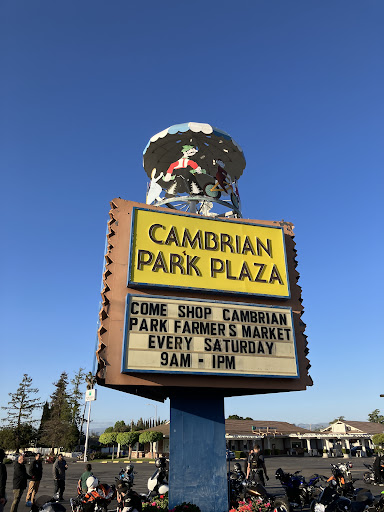 CAMBRIAN
PARK PLAZA
COME SHOP CAMBRIAN
PARK FARMER'S MARKET
EVERY SATURDAY
9AM - 1PM